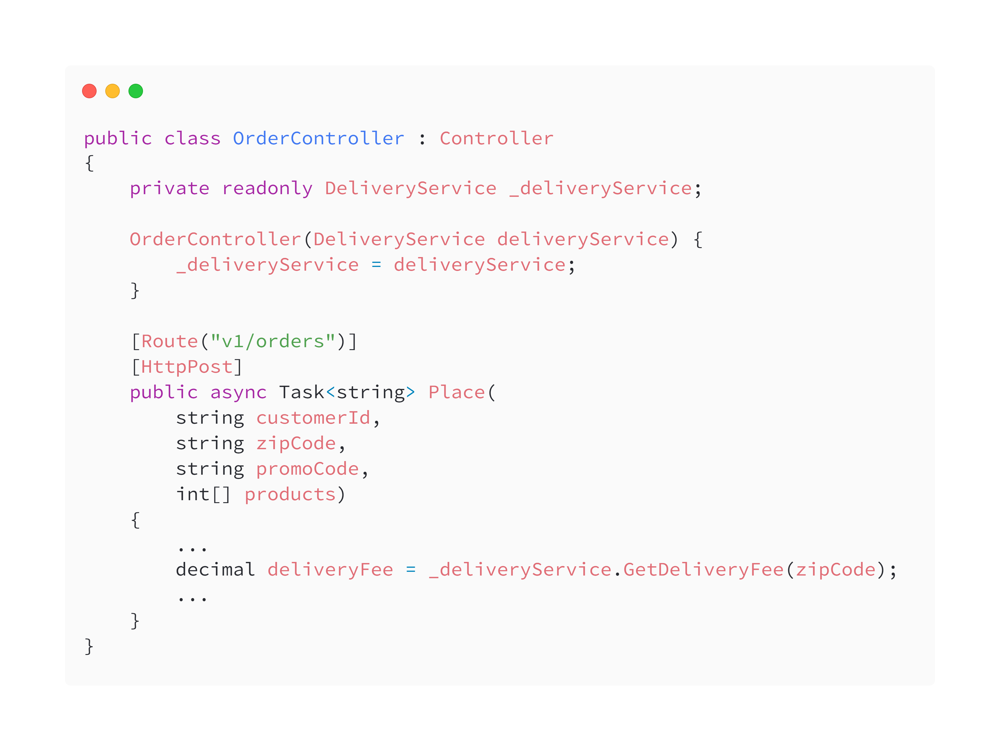 public class OrderController : Controller
{
    private readonly DeliveryService _deliveryService;

    OrderController(DeliveryService deliveryService) {
        _deliveryService = deliveryService;
    }

    [Route("v1/orders")]
    [HttpPost]
    public async Task<string> Place(
        string customerId,
        string zipCode,
        string promoCode,
        int[] products)
    {
        ...
        decimal deliveryFee = _deliveryService.GetDeliveryFee(zipCode);
        ...
    }
}